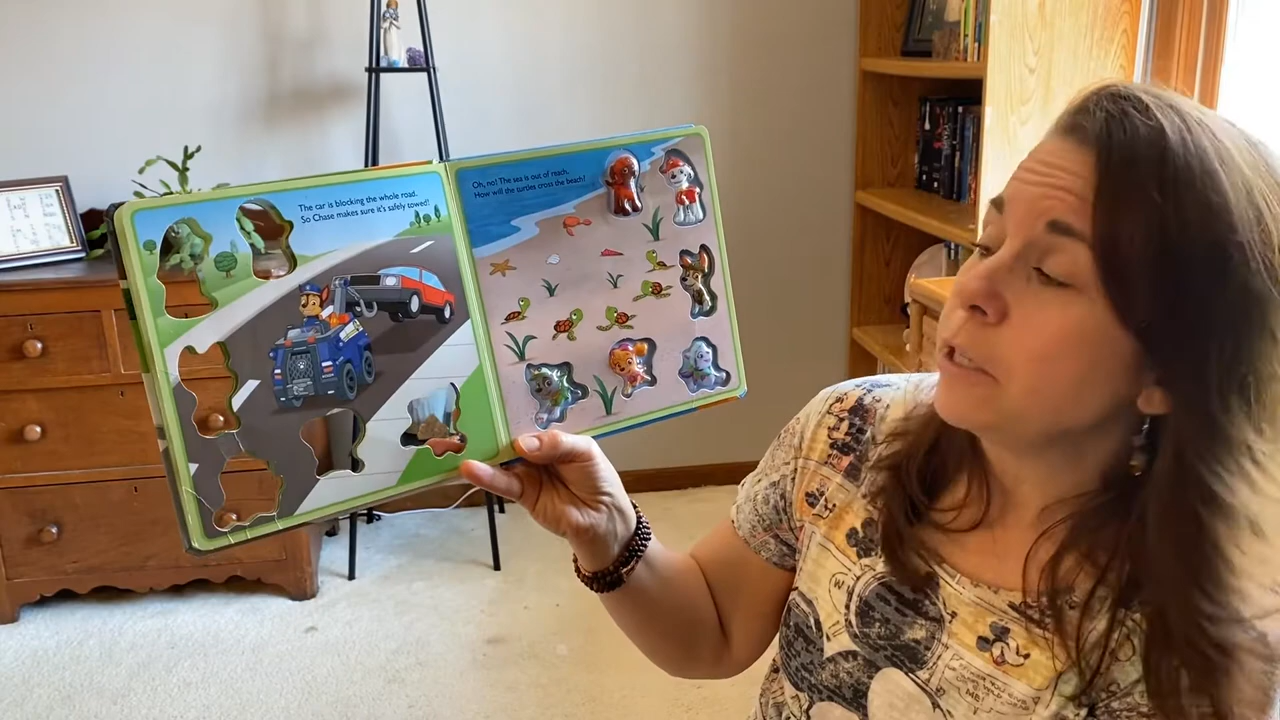 The car is blocking the whole road.
So Chase makes sure it's safely towed!
Oh, no! The sea is out of reach.
How will the turtles cross the beach!
ME!